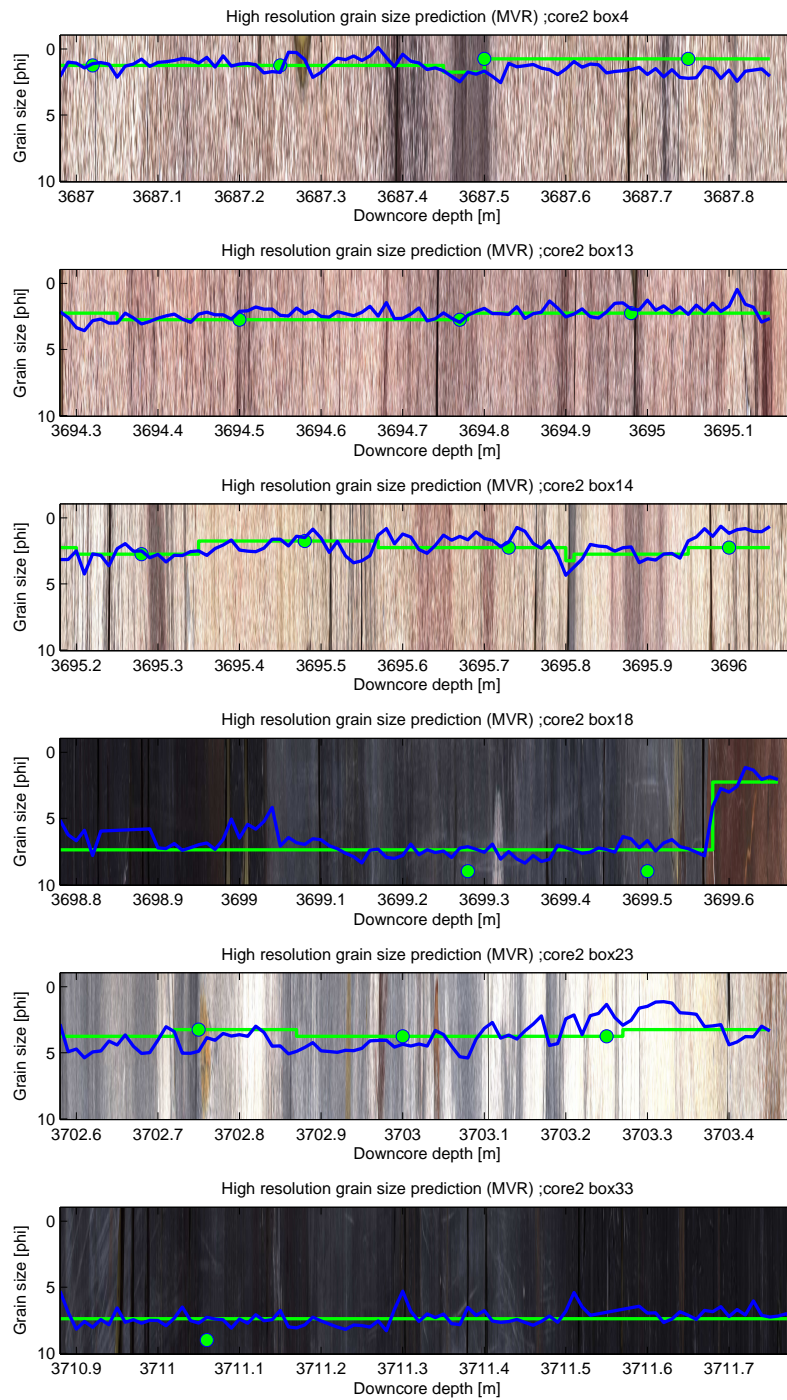 High resolution grain size prediction (MVR) ;core2 box4
Grain size [phi]
0
5
10
3687 3687.1 3687.2 3687.3 3687.4 3687.5 3687.6 3687.7 3687.8
Downcore depth [m]
High resolution grain size prediction (MVR) ;core2 box13
Grain size [phi]
0
5
10
3694.3 3694.4 3694.5 3694.6 3694.7 3694.8 3694.9 3695 3695.1
Downcore depth [m]
High resolution grain size prediction (MVR) ;core2 box14
Grain size [phi]
0
5
10
3695.2 3695.3 3695.4 3695.5 3695.6 3695.7 3695.8 3695.9 3696
Downcore depth [m]
High resolution grain size prediction (MVR) ;core2 box18
Grain size [phi]
0
5
10
3698.8 3698.9 3699 3699.1 3699.2 3699.3 3699.4 3699.5 3699.6
Downcore depth [m]
High resolution grain size prediction (MVR) ;core2 box23
Grain size [phi]
0
5
10
3702.6 3702.7 3702.8 3702.9 3703 3703.1 3703.2 3703.3 3703.4
Downcore depth [m]
High resolution grain size prediction (MVR) ;core2 box33
Grain size [phi]
0
5
10
3710.9 3711 3711.1 3711.2 3711.3 3711.4 3711.5 3711.6 3711.7
Downcore depth [m]